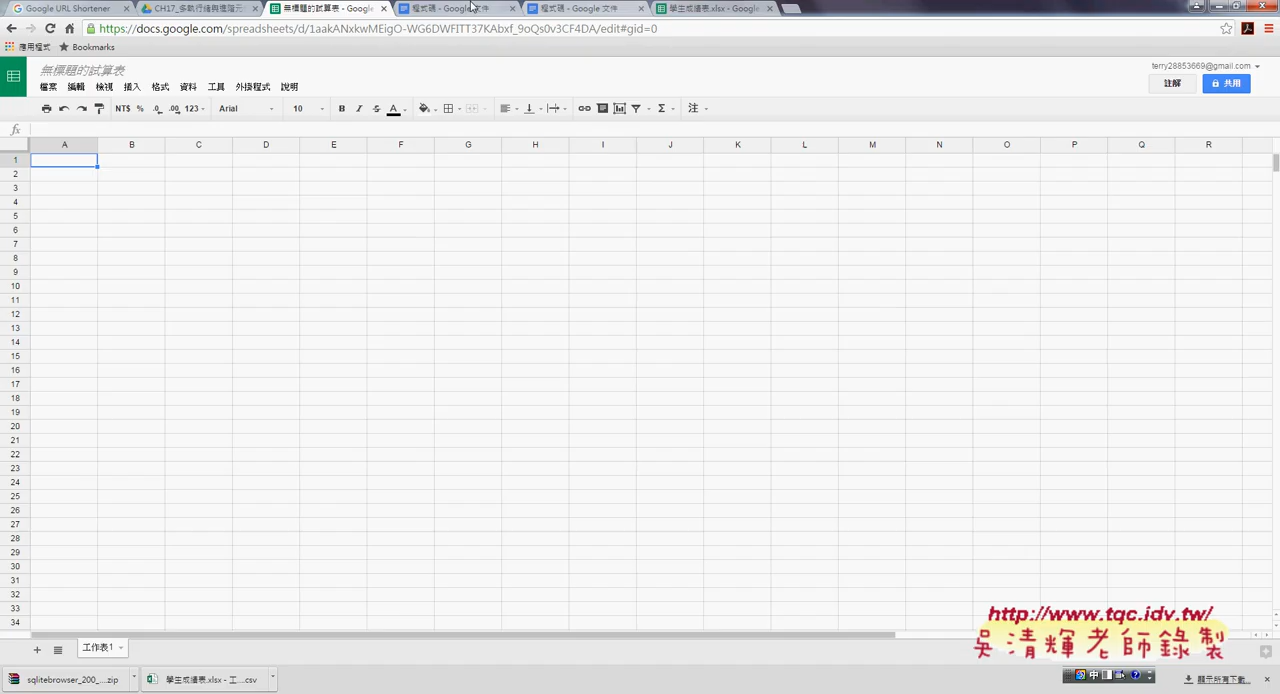 Google URL Shortener
CH17_多執行緒與進階元
無標題的試算表 - Google
程式碼 - Google 文件
程式碼 - Google 文件
學生成績表.xlsx - Google
https://docs.google.com/spreadsheets/d/1aakANxkwMEigO-WG6DWFITT37KAbxf_9oQs0v3CF4DA/edit#gid=0
應用程式
Bookmarks
無標題的試算表
terry28853669@gmail.com
檔案 編輯 檢視 插入 格式 資料 工具 外掛程式 說明
註解
共用
NT$ % .0 .00 123 Arial 10 B I S A Σ 注
fx
A B C D E F G H I J K L M N O P Q R
1
2
3
4
5
6
7
8
9
10
11
12
13
14
15
16
17
18
19
20
21
22
23
24
25
26
27
28
29
30
31
32
33
34
http://www.tqc.idv.tw/
吳清輝老師錄製
工作表1
sqlitebrowser_200_....zip
學生成績表.xlsx - 工....csv
中
顯示所有下載...